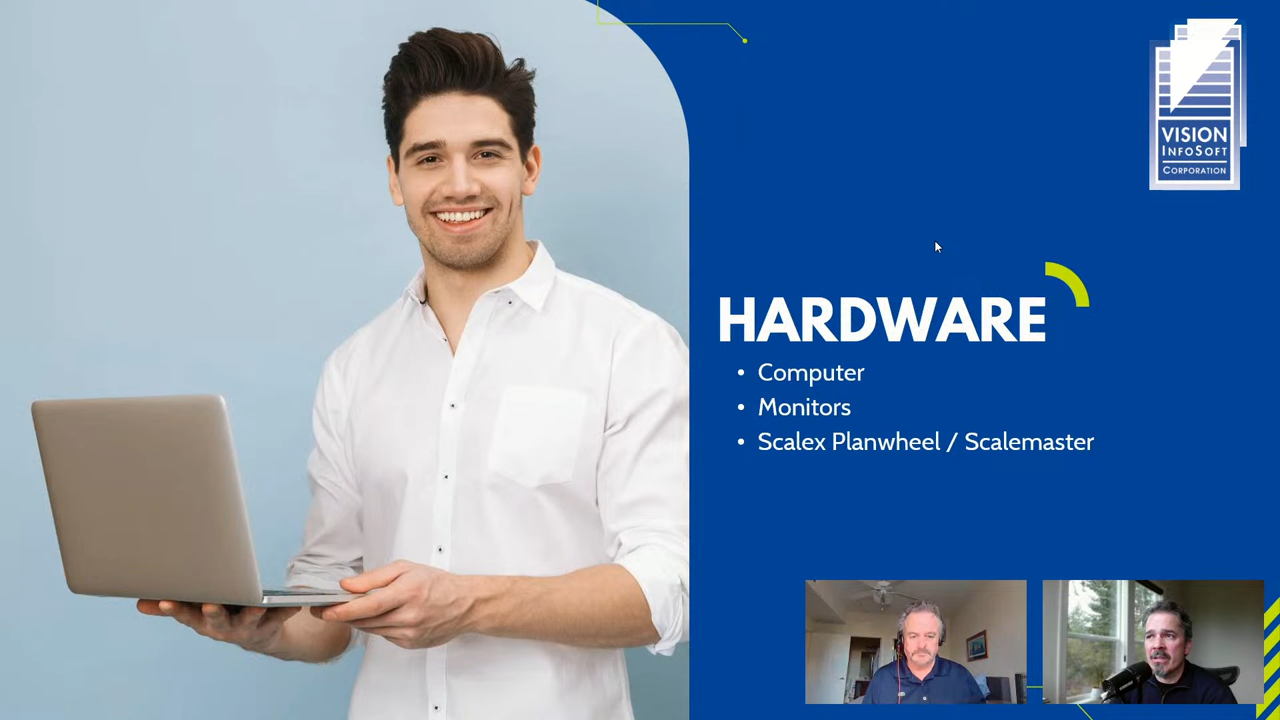 VISION
INFOSOFT
CORPORATION
HARDWARE
• Computer
• Monitors
• Scalex Planwheel / Scalemaster